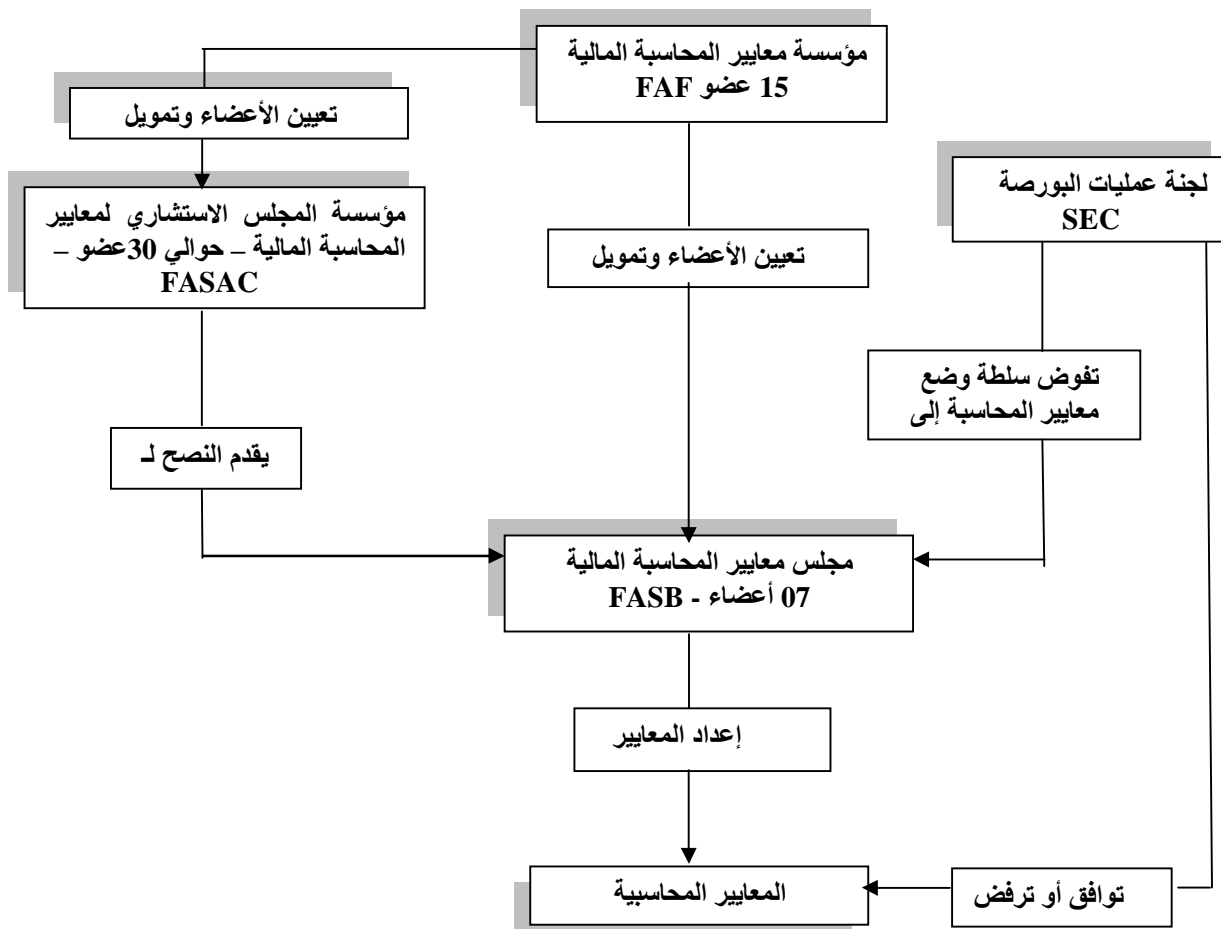 مؤسسة معايير المحاسبة المالية
15 عضو FAF
تعيين الأعضاء وتمويل
لجنة عمليات البورصة
SEC
مؤسسة المجلس الاستشاري لمعايير
المحاسبة المالية – حوالي 30عضو –
FASAC
تعيين الأعضاء وتمويل
تفوض سلطة وضع
معايير المحاسبة إلى
يقدم النصح لـ
مجلس معايير المحاسبة المالية
07 أعضاء - FASB
إعداد المعايير
المعايير المحاسبية
توافق أو ترفض